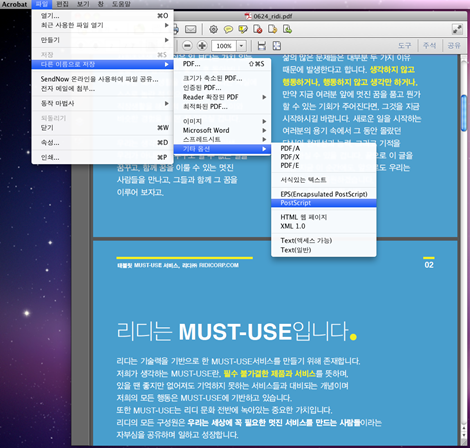 Acrobat 파일 편집 보기 창 도움말
열기... ⌘O
최근 사용한 파일 열기
만들기
저장 ⌘S
다른 이름으로 저장
SendNow 온라인을 사용하여 파일 공유...
전자 메일에 첨부...
동작 마법사
되돌리기
닫기 ⌘W
속성... ⌘D
인쇄... ⌘P
PDF... ⇧⌘S
크기가 축소된 PDF...
인증된 PDF...
Reader 확장된 PDF
최적화된 PDF...
이미지
Microsoft Word
스프레드시트
기타 옵션
PDF/A
PDF/X
PDF/E
서식있는 텍스트
EPS(Encapsulated PostScript)
PostScript
HTML 웹 페이지
XML 1.0
Text(액세스 가능)
Text(일반)
0624_ridi.pdf
100%
도구 주석 공유
삶의 많은 문제들은 대부분 두 가지 이유
때문에 발생한다고 합니다. 생각하지 않고
행동하거나, 행동하지 않고 생각만 하거나,
만약 지금 여러분 앞에 진정 꿈을 품고 뭔가
할 수 있는 기회가 주어진다면, 그것을 지금
시작하시길 바랍니다. 새로운 일을 시작하는
여러분의 용기 속에서 그 동안 몰랐던
꿈꾸고, 함께 꿈을 이룰 수 있는 멋진
사람들을 만나고, 그들과 함께 그 꿈을
이루어 보자고.
태블릿 MUST-USE 서비스, 리디㈜ RIDICORP.COM 02
리디는 MUST-USE입니다.
리디는 기술력을 기반으로 한 MUST-USE서비스를 만들기 위해 존재합니다.
저희가 생각하는 MUST-USE란, 필수 불가결한 제품과 서비스를 뜻하며,
있을 땐 좋지만 없어져도 기억하지 못하는 서비스들과 대비되는 개념이며
저희의 모든 행동은 MUST-USE에 기반하고 있습니다.
또한 MUST-USE는 리디 문화 전반에 녹아있는 중요한 가치입니다.
리디의 모든 구성원은 우리는 세상에 꼭 필요한 멋진 서비스를 만드는 사람들이라는
자부심을 공유하며 일하고 성장합니다.